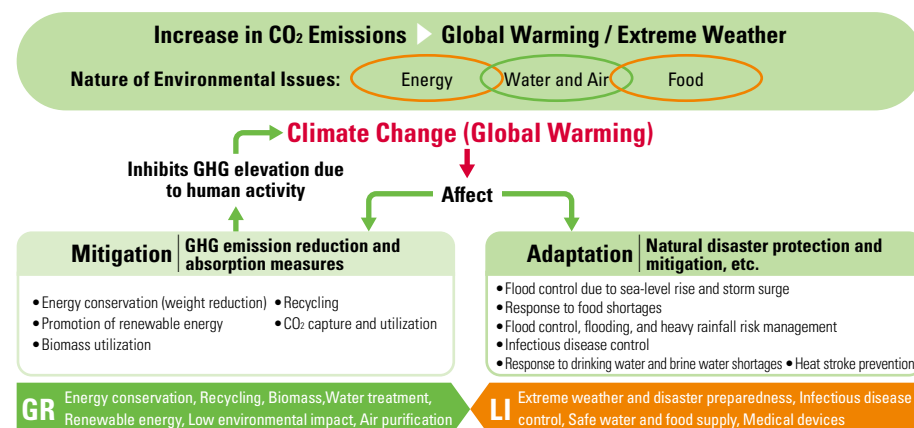 Increase in CO₂ Emissions ▶ Global Warming / Extreme Weather
Nature of Environmental Issues: Energy Water and Air Food
Climate Change (Global Warming)
Inhibits GHG elevation due
to human activity
Affect
Mitigation GHG emission reduction and
absorption measures
• Energy conservation (weight reduction) • Recycling
• Promotion of renewable energy • CO₂ capture and utilization
• Biomass utilization
Adaptation Natural disaster protection and
mitigation, etc.
• Flood control due to sea-level rise and storm surge
• Response to food shortages
• Flood control, flooding, and heavy rainfall risk management
• Infectious disease control
• Response to drinking water and brine water shortages • Heat stroke prevention
GR Energy conservation, Recycling, Biomass,Water treatment,
Renewable energy, Low environmental impact, Air purification
LI Extreme weather and disaster preparedness, Infectious disease
control, Safe water and food supply, Medical devices